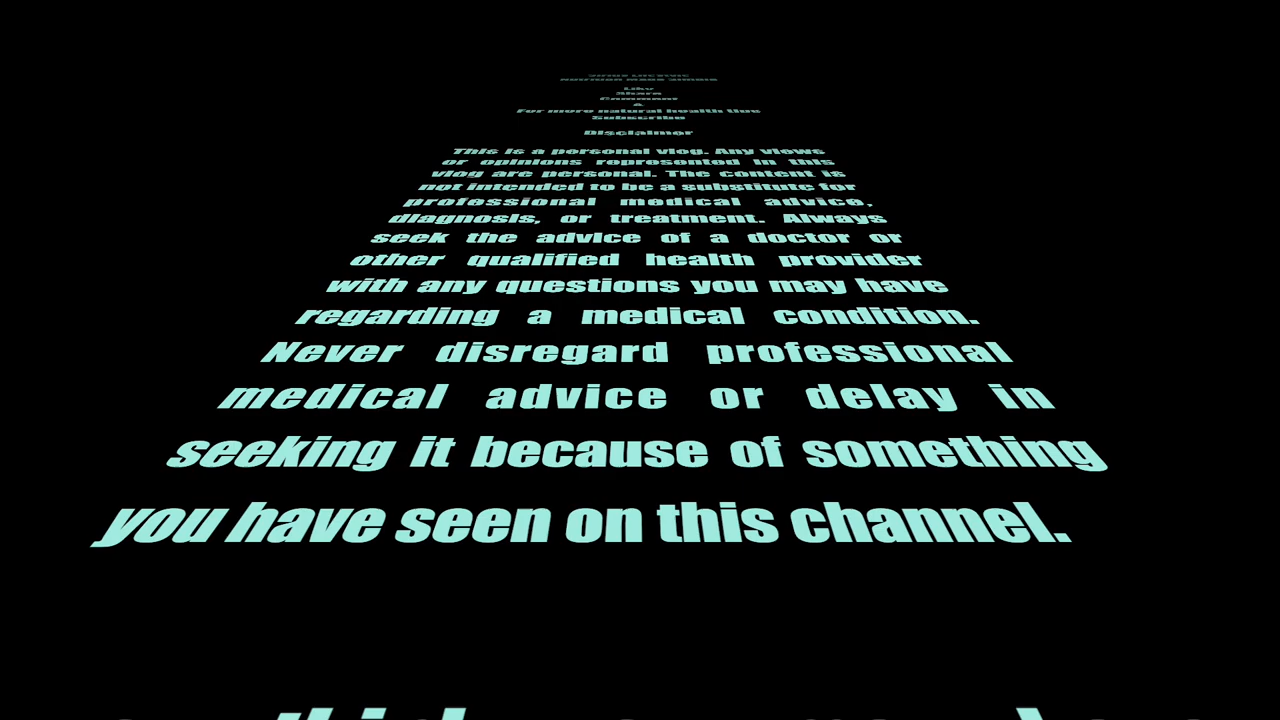 Nutrition Made Simple
Like
Share
Comment
&
For more natural health tips
Subscribe
Disclaimer
This is a personal vlog. Any views
or opinions represented in this
vlog are personal. The content is
not intended to be a substitute for
professional medical advice,
diagnosis, or treatment. Always
seek the advice of a doctor or
other qualified health provider
with any questions you may have
regarding a medical condition.
Never disregard professional
medical advice or delay in
seeking it because of something
you have seen on this channel.